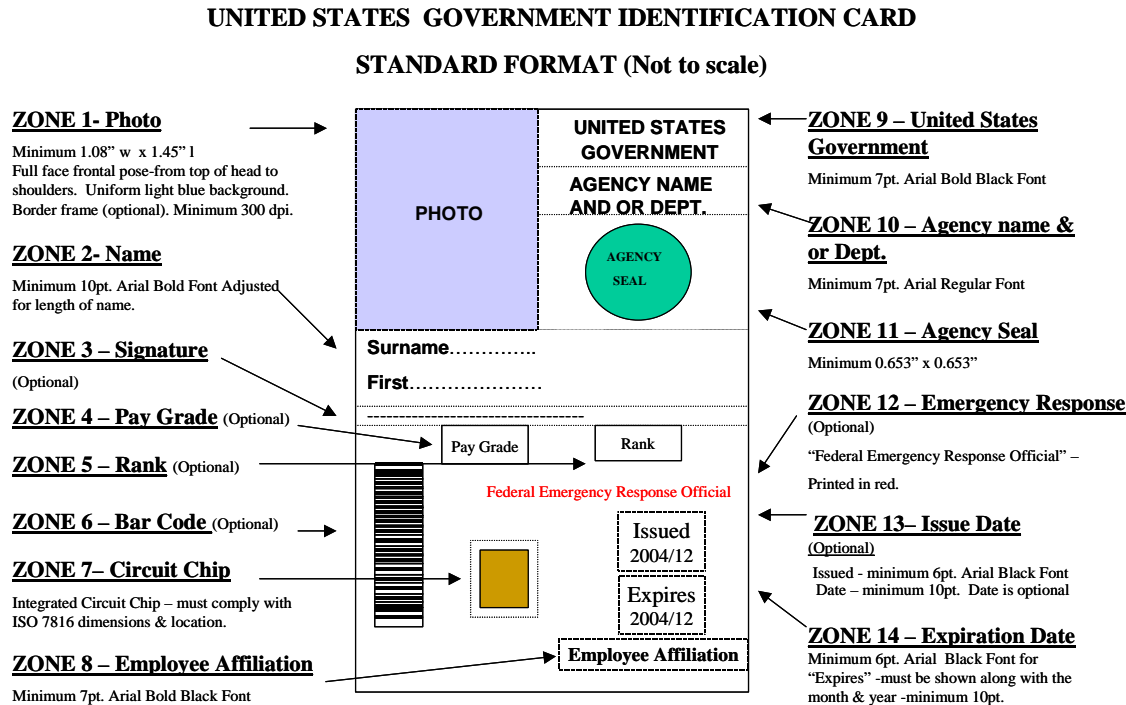 UNITED STATES GOVERNMENT IDENTIFICATION CARD
STANDARD FORMAT (Not to scale)
ZONE 1- Photo
Minimum 1.08” w x 1.45” l
Full face frontal pose-from top of head to
shoulders. Uniform light blue background.
Border frame (optional). Minimum 300 dpi.
ZONE 2- Name
Minimum 10pt. Arial Bold Font Adjusted
for length of name.
ZONE 3 – Signature
(Optional)
ZONE 4 – Pay Grade (Optional)
ZONE 5 – Rank (Optional)
ZONE 6 – Bar Code (Optional)
ZONE 7– Circuit Chip
Integrated Circuit Chip – must comply with
ISO 7816 dimensions & location.
ZONE 8 – Employee Affiliation
Minimum 7pt. Arial Bold Black Font
PHOTO
UNITED STATES
GOVERNMENT
AGENCY NAME
AND OR DEPT.
AGENCY
SEAL
Surname…………..
First…………………
--------------------------------
Pay Grade
Rank
Federal Emergency Response Official
Issued
2004/12
Expires
2004/12
Employee Affiliation
ZONE 9 – United States
Government
Minimum 7pt. Arial Bold Black Font
ZONE 10 – Agency name &
or Dept.
Minimum 7pt. Arial Regular Font
ZONE 11 – Agency Seal
Minimum 0.653” x 0.653”
ZONE 12 – Emergency Response
(Optional)
“Federal Emergency Response Official” –
Printed in red.
ZONE 13– Issue Date
(Optional)
Issued - minimum 6pt. Arial Black Font
Date – minimum 10pt. Date is optional
ZONE 14 – Expiration Date
Minimum 6pt. Arial Black Font for
“Expires” -must be shown along with the
month & year -minimum 10pt.